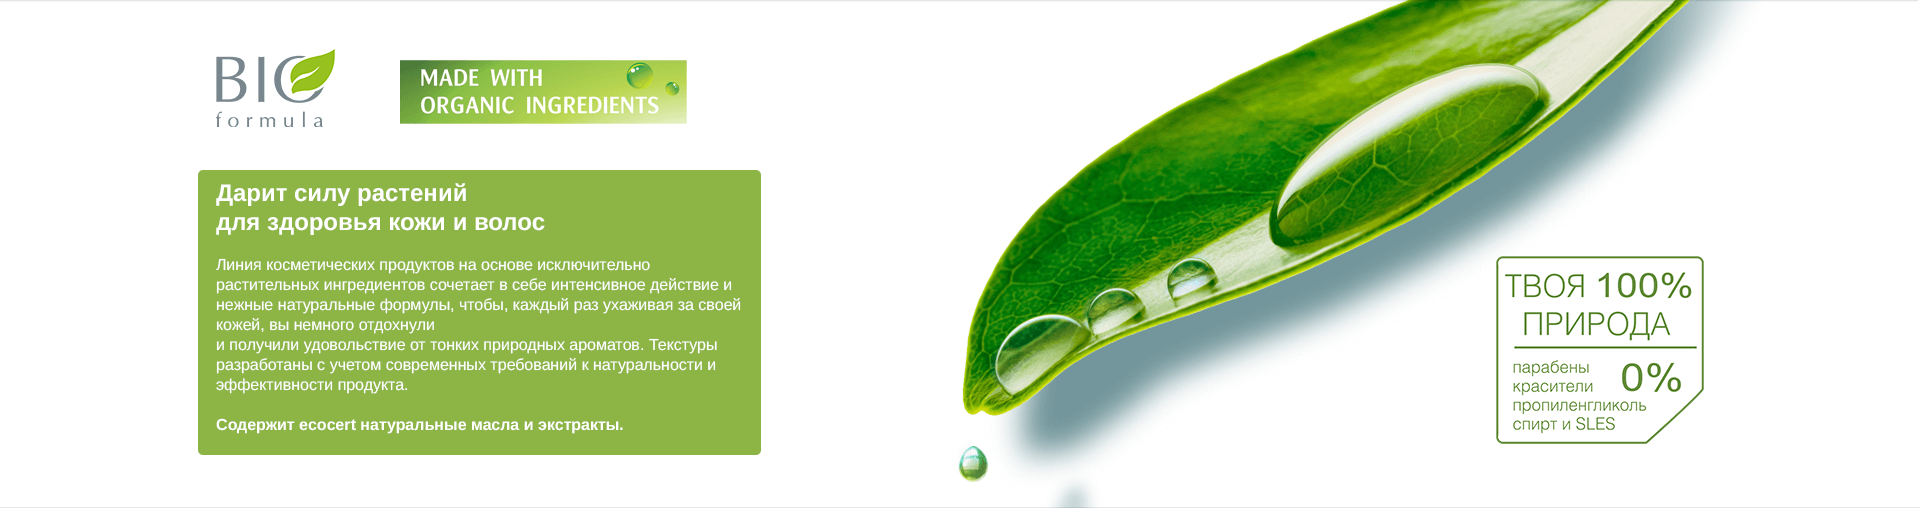 BIO
formula
MADE WITH
ORGANIC INGREDIENTS
Дарит силу растений
для здоровья кожи и волос
Линия косметических продуктов на основе исключительно
растительных ингредиентов сочетает в себе интенсивное действие и
нежные натуральные формулы, чтобы, каждый раз ухаживая за своей
кожей, вы немного отдохнули
и получили удовольствие от тонких природных ароматов. Текстуры
разработаны с учетом современных требований к натуральности и
эффективности продукта.
Содержит ecocert натуральные масла и экстракты.
ТВОЯ 100%
ПРИРОДА
парабены
красители 0%
пропиленгликоль
спирт и SLES